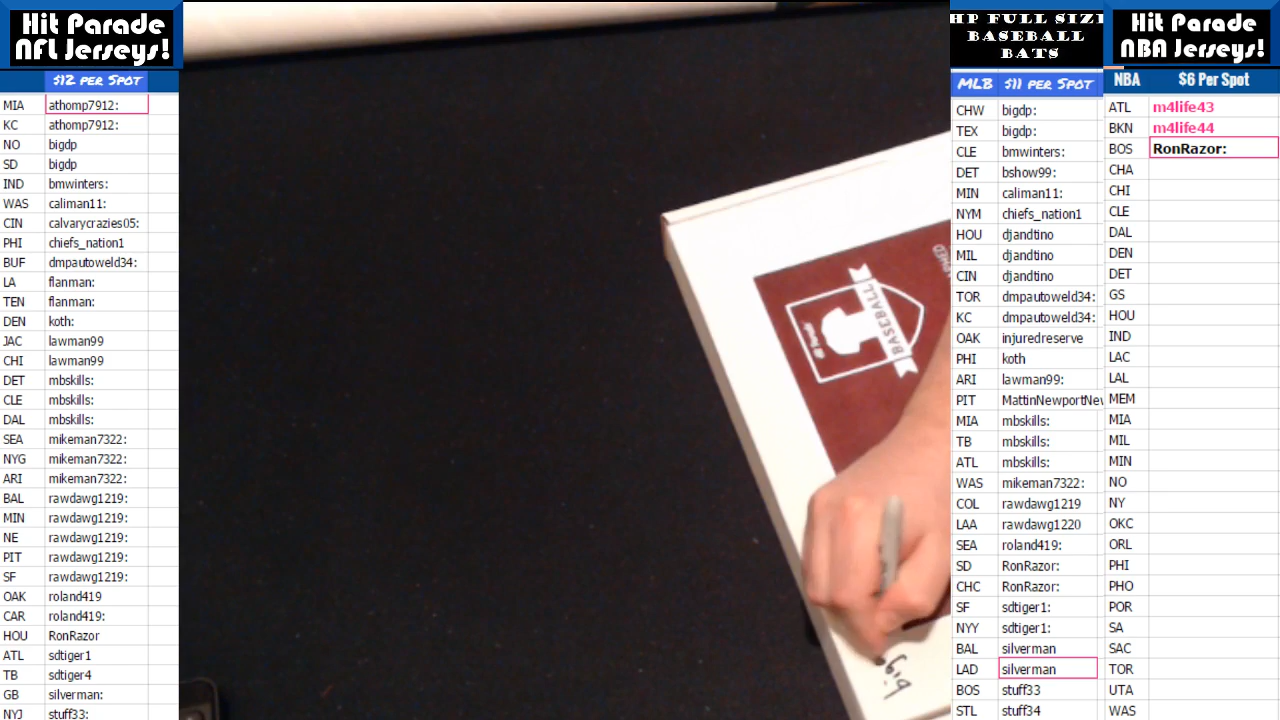 Hit Parade
NFL Jerseys!
$12 per Spot
MIA athomp7912:
KC athomp7912:
NO bigdp
SD bigdp
IND bmwinters:
WAS caliman11:
CIN calvarycrazies05:
PHI chiefs_nation1
BUF dmpautoweld34:
LA flanman:
TEN flanman:
DEN koth:
JAC lawman99
CHI lawman99
DET mbskills:
CLE mbskills:
DAL mbskills:
SEA mikeman7322:
NYG mikeman7322:
ARI mikeman7322:
BAL rawdawg1219:
MIN rawdawg1219:
NE rawdawg1219:
PIT rawdawg1219:
SF rawdawg1219:
OAK roland419
CAR roland419:
HOU RonRazor
ATL sdtiger1
TB sdtiger4
GB silverman:
NYJ stuff33:
BASEBALL
big
HP FULL SIZE
BASEBALL
BATS
MLB $11 per Spot
CHW bigdp:
TEX bigdp:
CLE bmwinters:
DET bshow99:
MIN caliman11:
NYM chiefs_nation1
HOU djandtino
MIL djandtino
CIN djandtino
TOR dmpautoweld34:
KC dmpautoweld34:
OAK injuredreserve
PHI koth
ARI lawman99:
PIT MattinNewportNew
MIA mbskills:
TB mbskills:
ATL mbskills:
WAS mikeman7322:
COL rawdawg1219
LAA rawdawg1220
SEA roland419:
SD RonRazor:
CHC RonRazor:
SF sdtiger1:
NYY sdtiger1:
BAL silverman
LAD silverman
BOS stuff33
STL stuff34
Hit Parade
NBA Jerseys!
NBA $6 Per Spot
ATL m4life43
BKN m4life44
BOS RonRazor:
CHA
CHI
CLE
DAL
DEN
DET
GS
HOU
IND
LAC
LAL
MEM
MIA
MIL
MIN
NO
NY
OKC
ORL
PHI
PHO
POR
SA
SAC
TOR
UTA
WAS